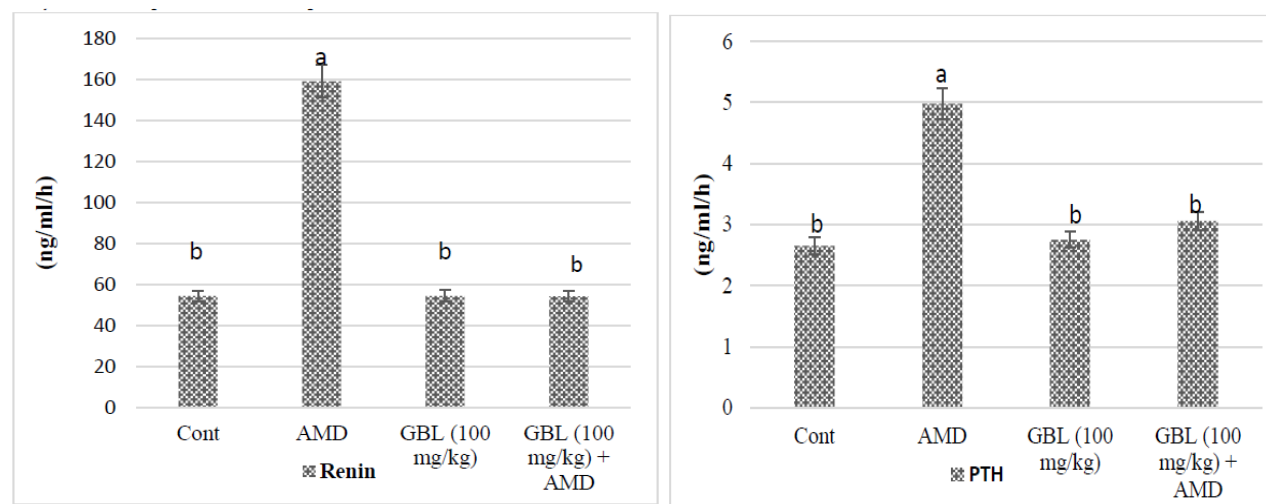 180
160
140
120
100
80
60
40
20
0
(ng/ml/h)
a
b
b
b
Cont
AMD
GBL (100
mg/kg)
GBL (100
mg/kg) +
AMD
Renin
6
5
4
3
2
1
0
(ng/ml/h)
a
b
b
b
Cont
AMD
GBL (100
mg/kg)
GBL (100
mg/kg) +
AMD
PTH